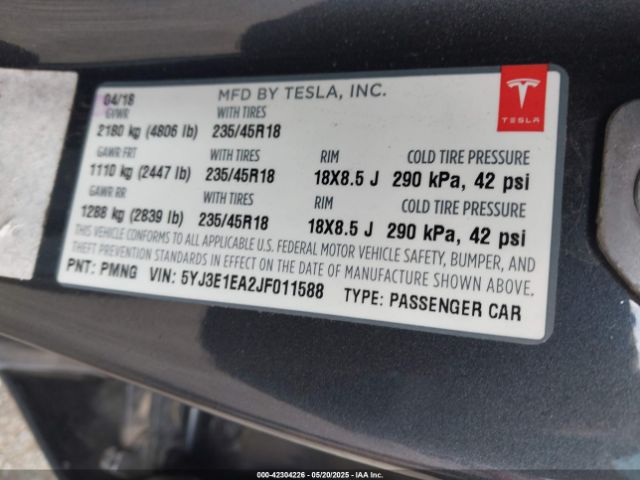 04/18 MFD BY TESLA, INC.
GVWR WITH TIRES
2180 kg (4806 lb) 235/45R18
GAWR FRT WITH TIRES RIM COLD TIRE PRESSURE
1110 kg (2447 lb) 235/45R18 18X8.5 J 290 kPa, 42 psi
GAWR RR WITH TIRES RIM COLD TIRE PRESSURE
1288 kg (2839 lb) 235/45R18 18X8.5 J 290 kPa, 42 psi
THIS VEHICLE CONFORMS TO ALL APPLICABLE U.S. FEDERAL MOTOR VEHICLE SAFETY, BUMPER, AND
THEFT PREVENTION STANDARDS IN EFFECT ON THE DATE OF MANUFACTURE SHOWN ABOVE.
PNT: PMNG VIN: 5YJ3E1EA2JF011588 TYPE: PASSENGER CAR
TESLA
000-42304226 - 05/20/2025 - IAAI, Inc.